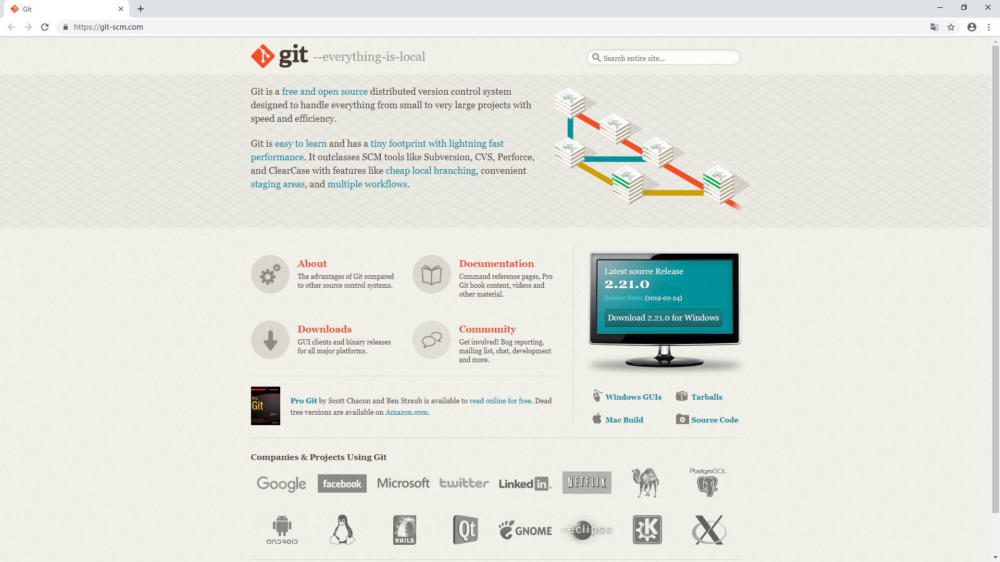 Git
https://git-scm.com
git --everything-is-local
Search entire site...
Git is a free and open source distributed version control system
designed to handle everything from small to very large projects with
speed and efficiency.
Git is easy to learn and has a tiny footprint with lightning fast
performance. It outclasses SCM tools like Subversion, CVS, Perforce,
and ClearCase with features like cheap local branching, convenient
staging areas, and multiple workflows.
About
The advantages of Git compared
to other source control systems.
Documentation
Command reference pages, Pro
Git book content, videos and
other material.
Downloads
GUI clients and binary releases
for all major platforms.
Community
Get involved! Bug reporting,
mailing list, chat, development
and more.
Latest source Release
2.21.0
Release Notes (2019-02-24)
Download 2.21.0 for Windows
Pro
Git
Pro Git by Scott Chacon and Ben Straub is available to read online for free. Dead
tree versions are available on Amazon.com.
Windows GUIs
Tarballs
Mac Build
Source Code
Companies & Projects Using Git
Google
facebook
Microsoft
twitter
Linked in
NETFLIX
PostgreSQL
ANDROID
RAILS
Qt
GNOME
eclipse
K
X